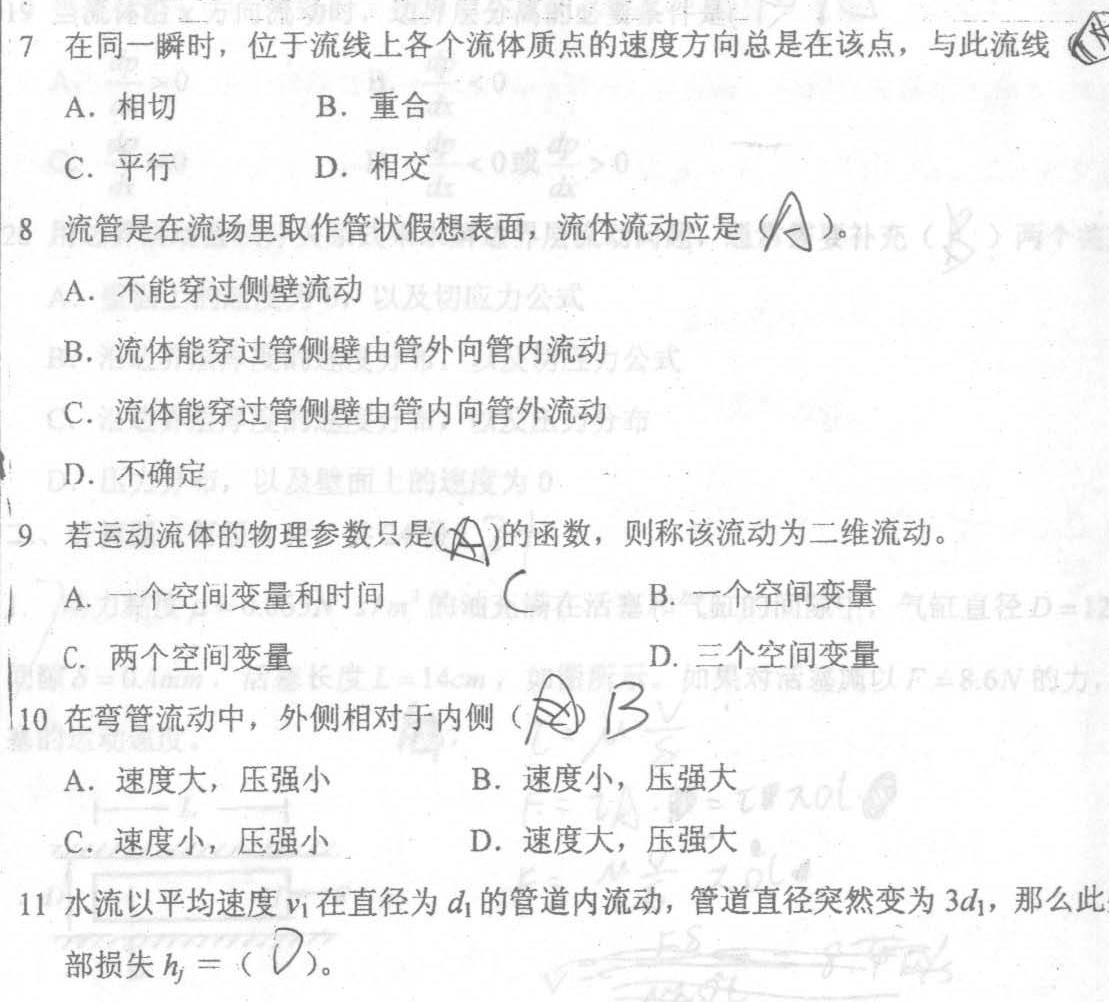 7 在同一瞬时，位于流线上各个流体质点的速度方向总是在该点，与此流线（A
A．相切 B．重合
C．平行 D．相交
8 流管是在流场里取作管状假想表面，流体流动应是（A）。
A．不能穿过侧壁流动
B．流体能穿过管侧壁由管外向管内流动
C．流体能穿过管侧壁由管内向管外流动
D．不确定
9 若运动流体的物理参数只是( )的函数，则称该流动为二维流动。
C
A．一个空间变量和时间 B．一个空间变量
C．两个空间变量 D．三个空间变量
10 在弯管流动中，外侧相对于内侧（ ）B
A．速度大，压强小 B．速度小，压强大
C．速度小，压强小 D．速度大，压强大
11 水流以平均速度 v₁ 在直径为 d₁ 的管道内流动，管道直径突然变为 3d₁，那么此
部损失 hⱼ ＝（ D ）。